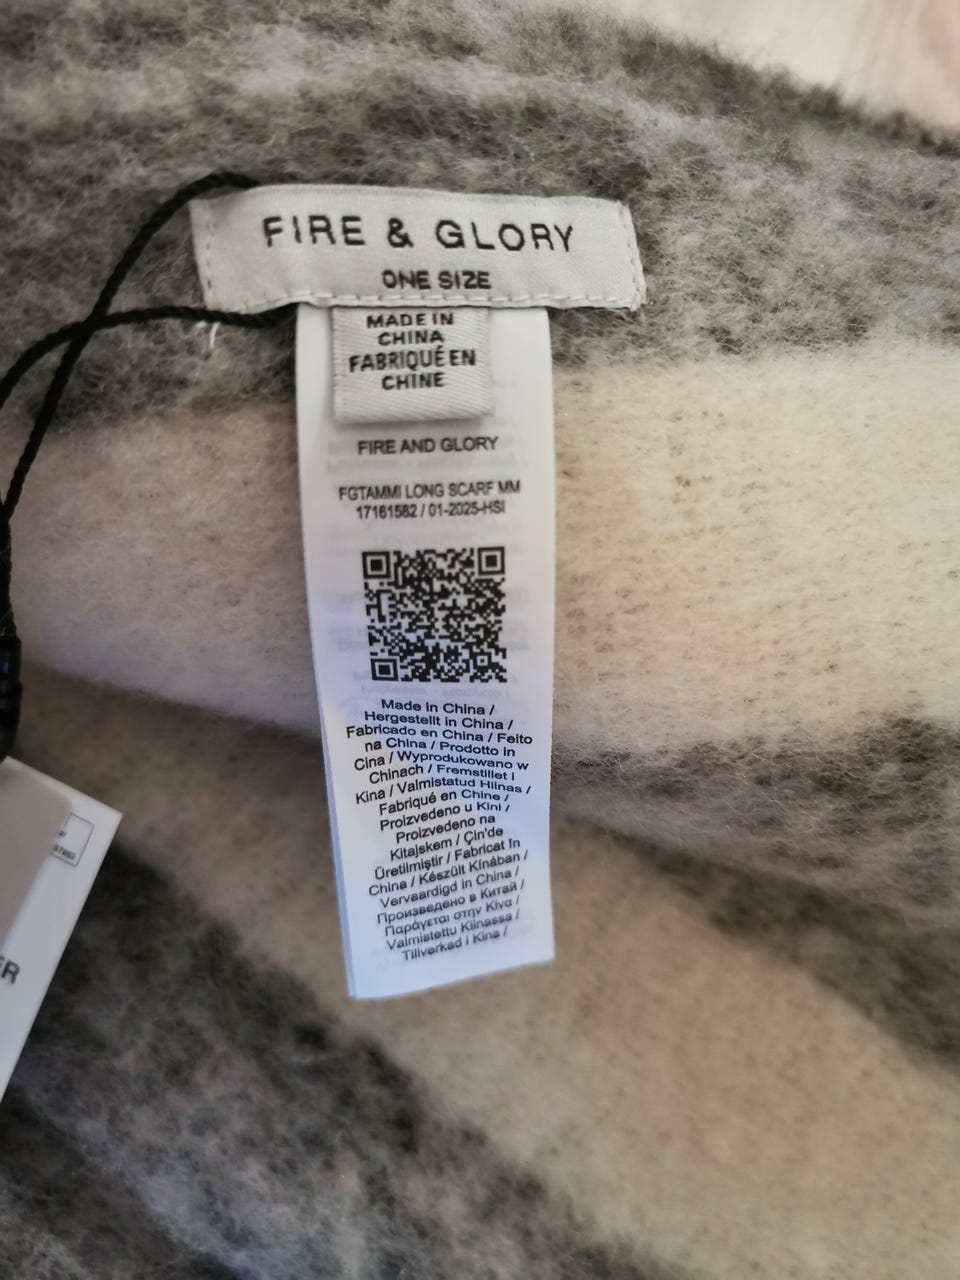 FIRE & GLORY
ONE SIZE
MADE IN
CHINA
FABRIQUÉ EN
CHINE
FIRE AND GLORY
FGTAMMI LONG SCARF MM
17161582 / 01-2025-HSI
Made in China /
Hergestellt in China /
Fabricado en China / Feito
na China / Prodotto in
Cina / Wyprodukowano w
Chinach / Fremstillet i
Kina / Valmistatud Hiinas /
Fabriqué en Chine /
Proizvedeno u Kini /
Proizvedeno na
Kitajskem / Çin'de
Üretilmiştir / Fabricat în
China / Készült Kínában /
Vervaardigd in China /
Произведено в Китай /
Παράγεται στην Κίνα /
Valmistettu Kiinassa /
Tillverkad i Kina /
ER